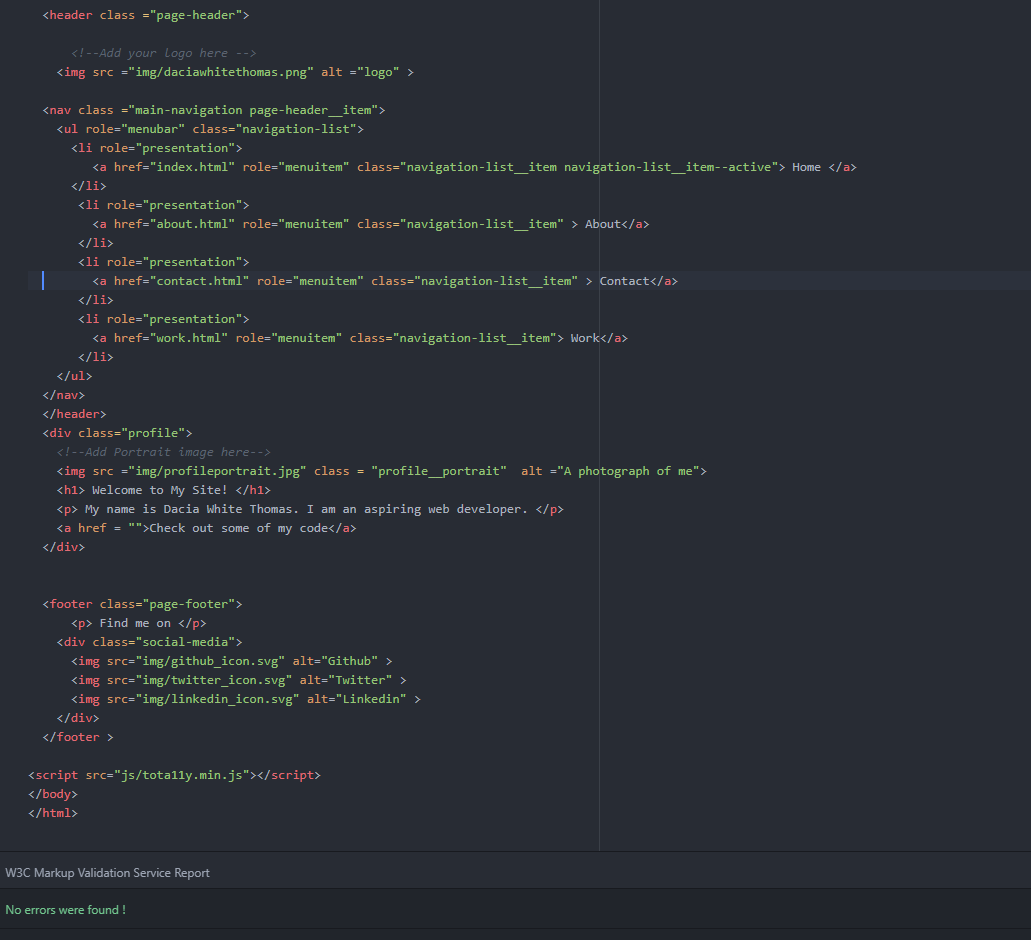 <header class ="page-header">
<!--Add your logo here -->
<img src ="img/daciawhitethomas.png" alt ="logo" >
<nav class ="main-navigation page-header__item">
<ul role="menubar" class="navigation-list">
<li role="presentation">
<a href="index.html" role="menuitem" class="navigation-list__item navigation-list__item--active"> Home </a>
</li>
<li role="presentation">
<a href="about.html" role="menuitem" class="navigation-list__item" > About</a>
</li>
<li role="presentation">
<a href="contact.html" role="menuitem" class="navigation-list__item" > Contact</a>
</li>
<li role="presentation">
<a href="work.html" role="menuitem" class="navigation-list__item"> Work</a>
</li>
</ul>
</nav>
</header>
<div class="profile">
<!--Add Portrait image here-->
<img src ="img/profileportrait.jpg" class = "profile__portrait"  alt ="A photograph of me">
<h1> Welcome to My Site! </h1>
<p> My name is Dacia White Thomas. I am an aspiring web developer. </p>
<a href = "">Check out some of my code</a>
</div>
<footer class="page-footer">
<p> Find me on </p>
<div class="social-media">
<img src="img/github_icon.svg" alt="Github" >
<img src="img/twitter_icon.svg" alt="Twitter" >
<img src="img/linkedin_icon.svg" alt="Linkedin" >
</div>
</footer >
<script src="js/tota11y.min.js"></script>
</body>
</html>
W3C Markup Validation Service Report
No errors were found !